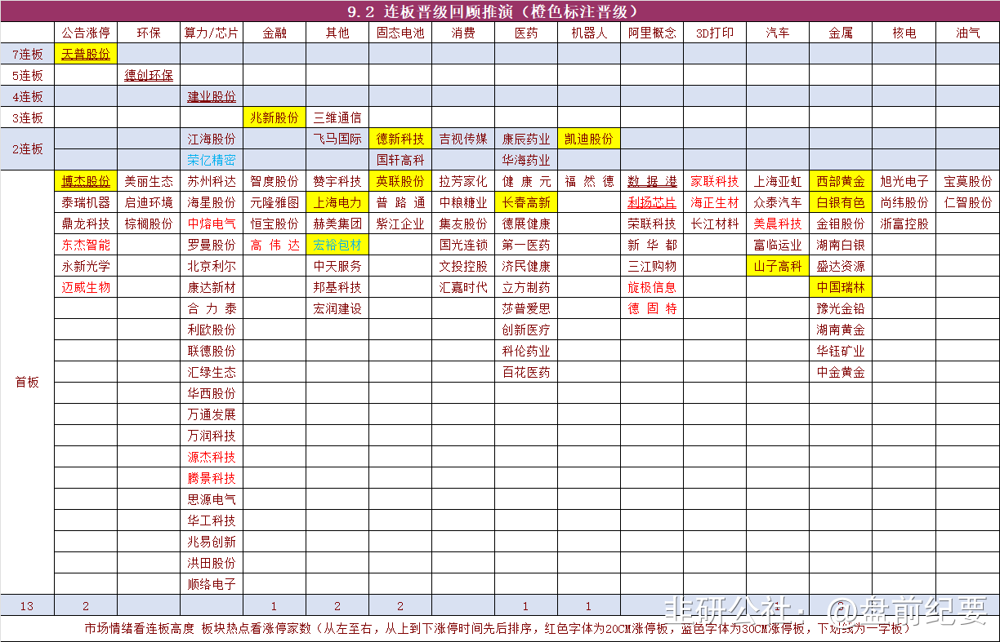 9.2 连板晋级回顾推演（橙色标注晋级）
公告涨停 环保 算力/芯片 金融 其他 固态电池 消费 医药 机器人 阿里概念 3D打印 汽车 金属 核电 油气
7连板 天普股份
5连板 德创环保
4连板 建业股份
3连板 兆新股份 三维通信
2连板 江海股份 飞马国际 德新科技 吉视传媒 康辰药业 凯迪股份
荣亿精密 国轩高科 华海药业
博杰股份 美丽生态 苏州科达 智度股份 赞宇科技 英联股份 拉芳家化 健康元 福然德 数据港 家联科技 上海亚虹 西部黄金 旭光电子 宝莫股份
泰瑞机器 启迪环境 海星股份 元隆雅图 上海电力 普路通 中粮糖业 长春高新 利扬芯片 海正生材 众泰汽车 白银有色 尚纬股份 仁智股份
鼎龙科技 棕榈股份 中熔电气 恒宝股份 赫美集团 紫江企业 集友股份 德展健康 荣联科技 长江材料 美晨科技 金钼股份 浙富控股
东杰智能 罗曼股份 高伟达 宏裕包材 国光连锁 第一医药 新华都 富临运业 湖南白银
永新光学 北京利尔 中天服务 文投控股 济民健康 三江购物 山子高科 盛达资源
迈威生物 康达新材 邦基科技 汇嘉时代 立方制药 旋极信息 中国瑞林
合力泰 宏润建设 莎普爱思 德固特 豫光金铅
利欧股份 创新医疗 湖南黄金
联德股份 科伦药业 华钰矿业
汇绿生态 百花医药 中金黄金
首板 华西股份
万通发展
万润科技
源杰科技
腾景科技
思源电气
华工科技
兆易创新
洪田股份
顺络电子
13 2 1 2 2 1 1
韭研公社：@盘前纪要
市场情绪看连板高度 板块热点看涨停家数（从左至右，从上到下涨停时间先后排序，红色字体为20CM涨停板，蓝色字体为30CM涨停板，下划线为一字板）